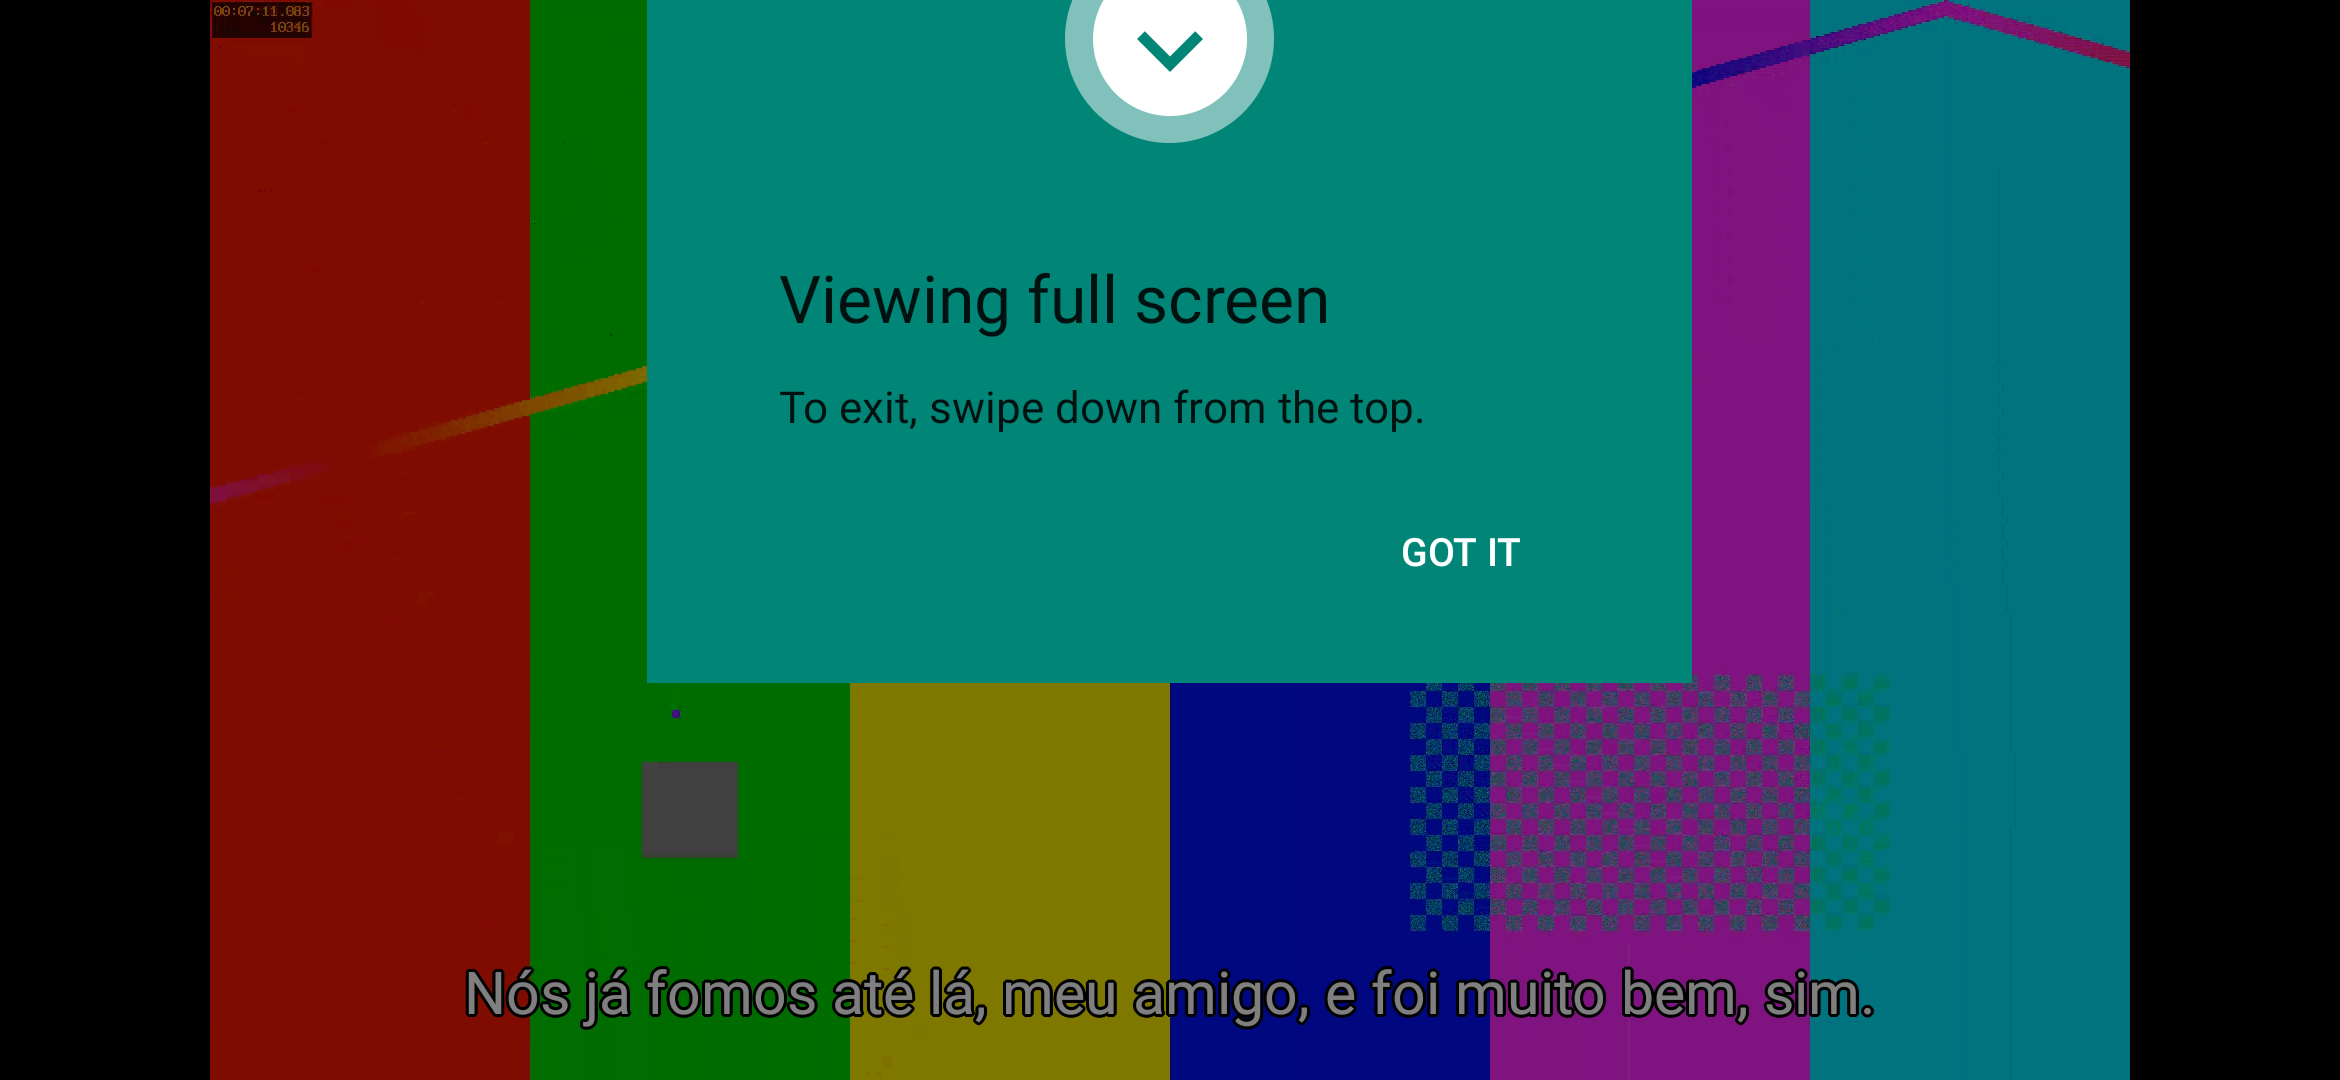 00:07:11.083
10346
Viewing full screen
To exit, swipe down from the top.
GOT IT
Nós já fomos até lá, meu amigo, e foi muito bem, sim.